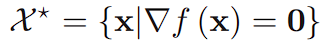 𝒳⋆ = {𝐱|∇f (𝐱) = 𝟎}